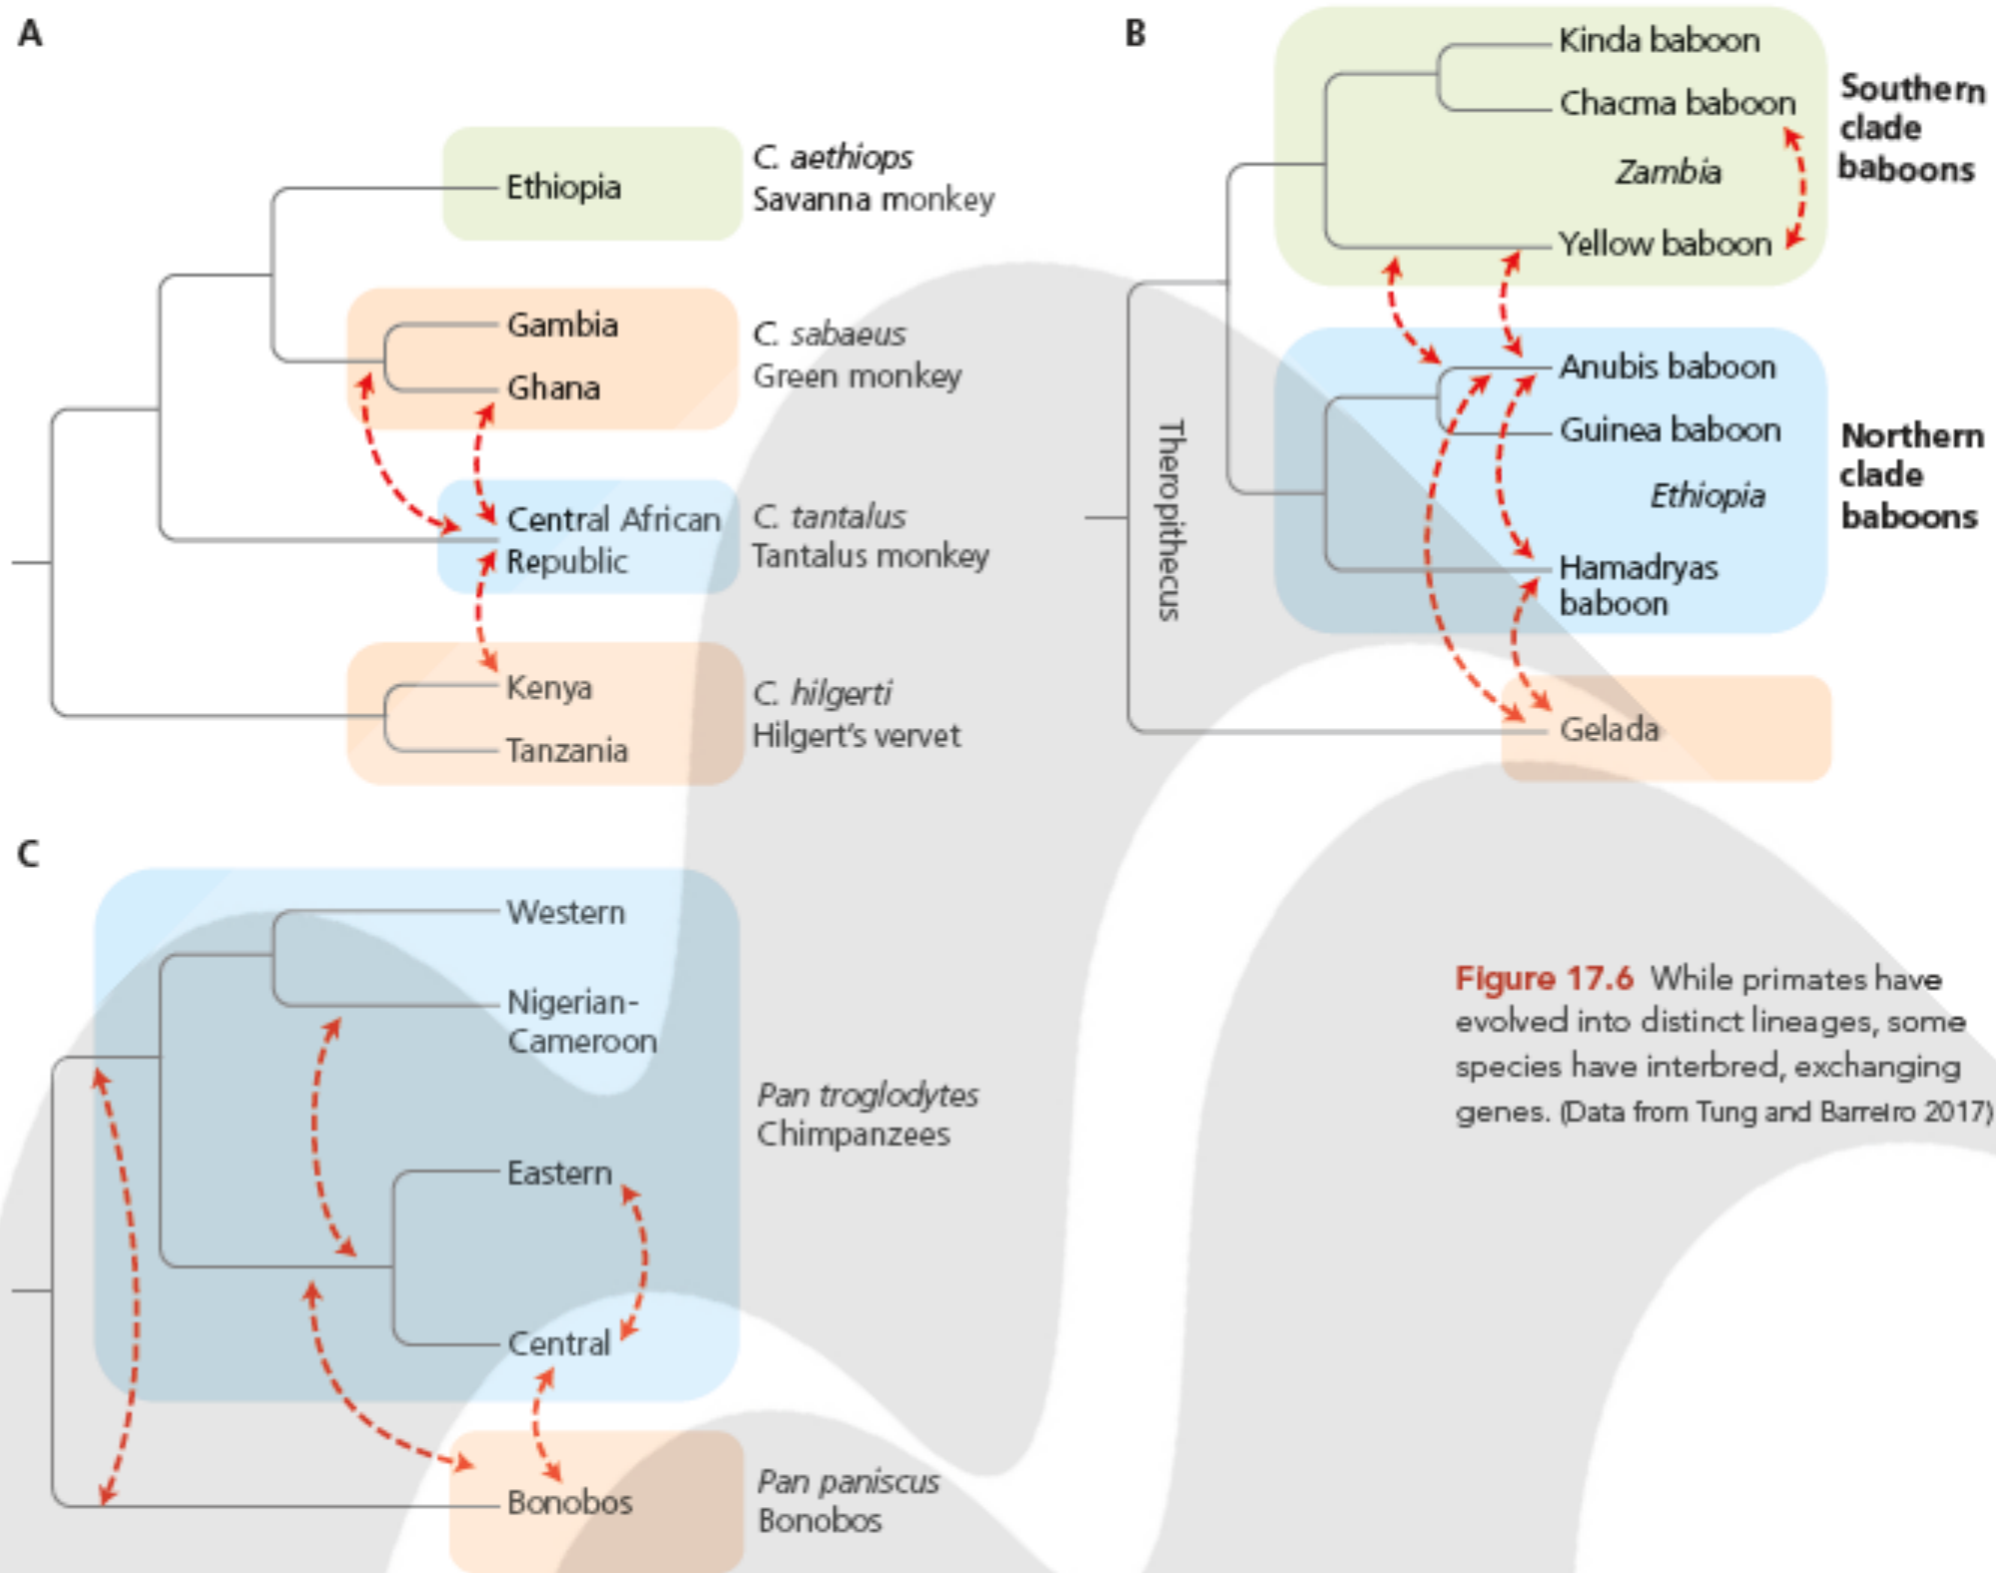 A
Ethiopia
C. aethiops
Savanna monkey
Gambia
Ghana
C. sabaeus
Green monkey
Central African
Republic
C. tantalus
Tantalus monkey
Kenya
Tanzania
C. hilgerti
Hilgert's vervet
B
Kinda baboon
Chacma baboon
Zambia
Yellow baboon
Southern
clade
baboons
Anubis baboon
Guinea baboon
Ethiopia
Hamadryas
baboon
Northern
clade
baboons
Theropithecus
Gelada
C
Western
Nigerian-
Cameroon
Eastern
Central
Pan troglodytes
Chimpanzees
Bonobos
Pan paniscus
Bonobos
Figure 17.6 While primates have
evolved into distinct lineages, some
species have interbred, exchanging
genes. (Data from Tung and Barreiro 2017)